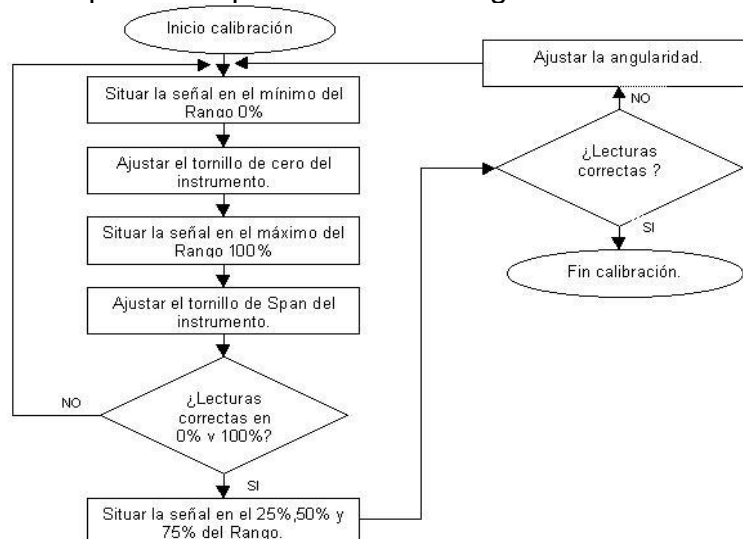 Inicio calibración
Situar la señal en el mínimo del
Rango 0%
Ajustar el tornillo de cero del
instrumento.
Situar la señal en el máximo del
Rango 100%
Ajustar el tornillo de Span del
instrumento.
¿Lecturas
correctas en
0% y 100%?
NO
SI
Situar la señal en el 25%,50% y
75% del Rango.
¿Lecturas
correctas ?
NO
Ajustar la angularidad.
SI
Fin calibración.